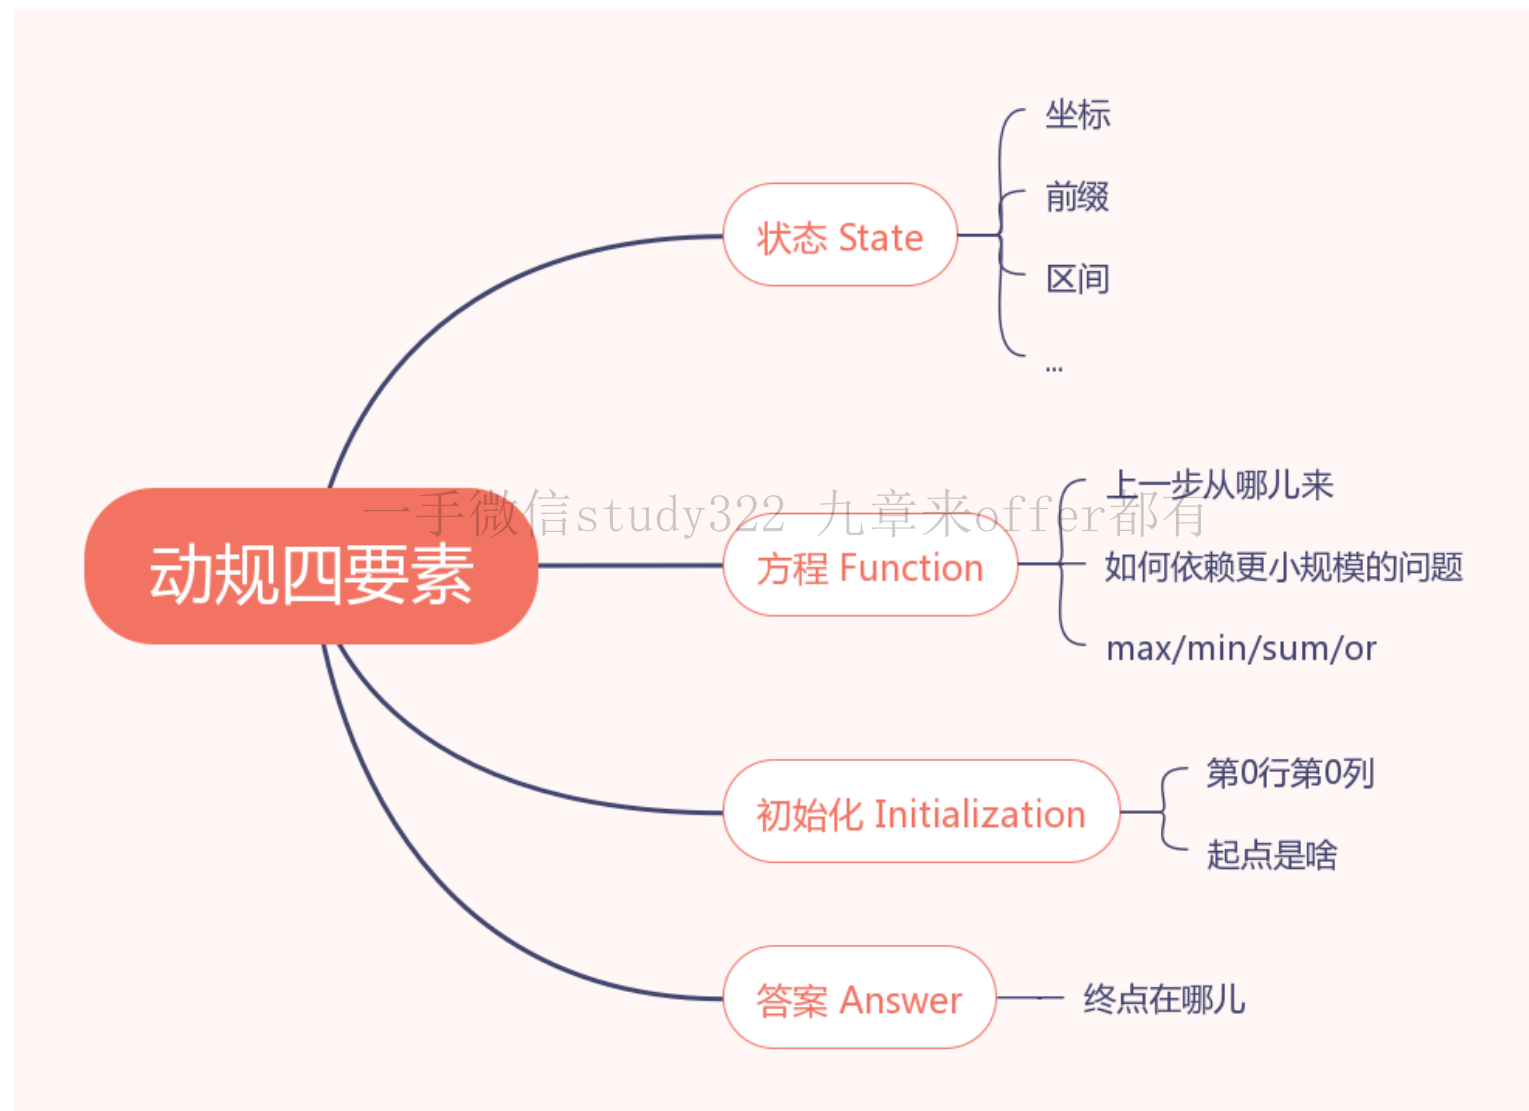 坐标
前缀
状态 State
区间
...
上一步从哪儿来
一手微信study322 九章来offer都有
动规四要素
方程 Function
如何依赖更小规模的问题
max/min/sum/or
第0行第0列
初始化 Initialization
起点是啥
答案 Answer
终点在哪儿